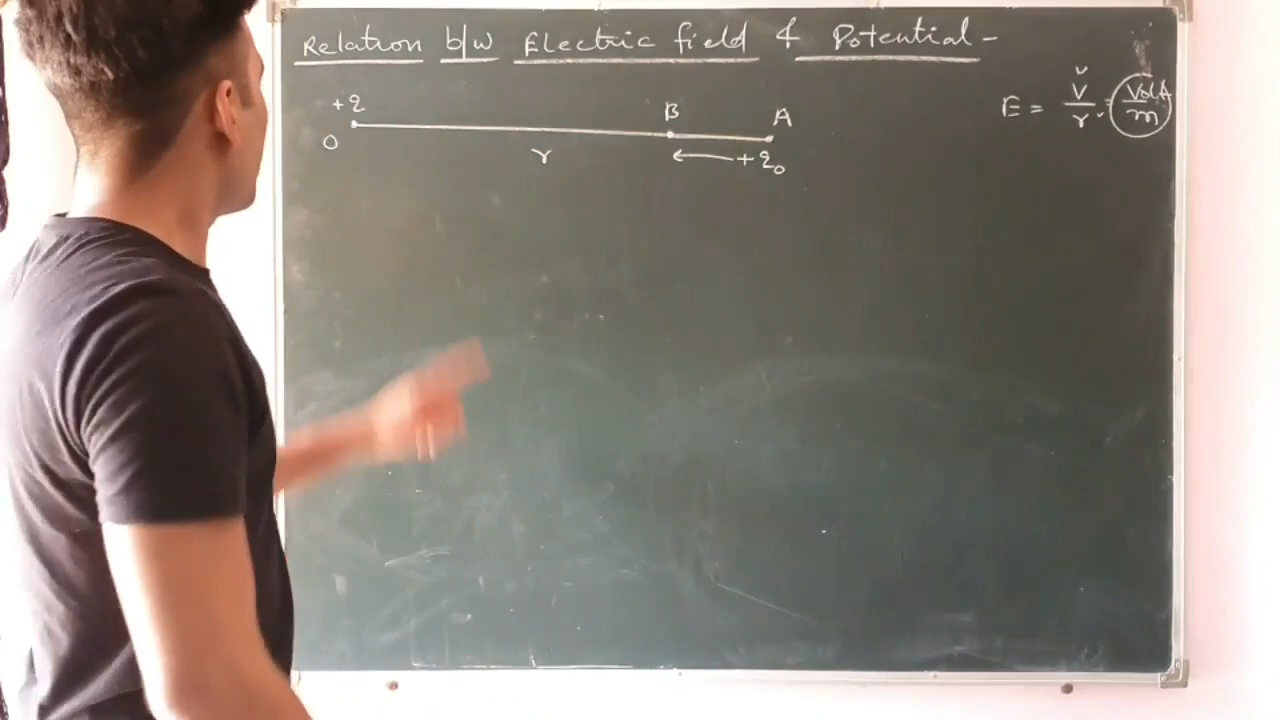 Relation b/w Electric field & Potential -
+q B A
O r ← +q₀
E = V/r = Volt/m